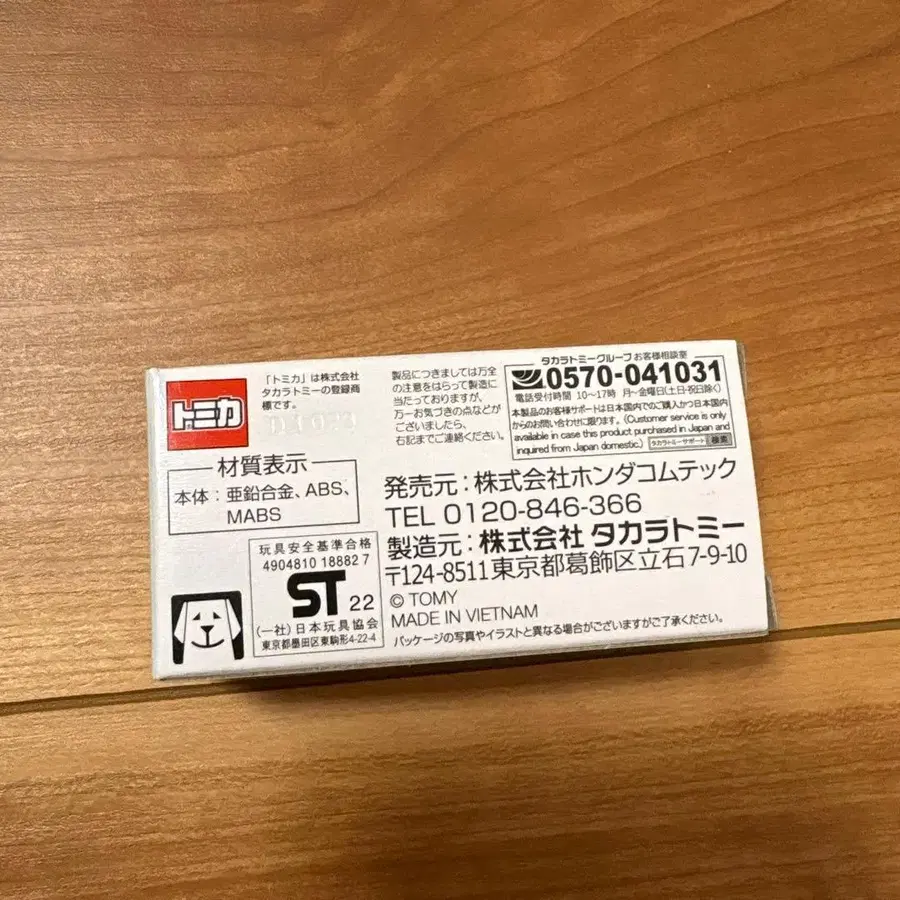 トミカ
「トミカ」は株式会社
タカラトミーの登録商
標です。
材質表示
本体：亜鉛合金、ABS、
MABS
玩具安全基準合格
4904810 18882 7
ST 22
(一社)日本玩具協会
東京都墨田区東駒形4-22-4
製品につきましては万全
の注意をはらって製造に
当たっておりますが、
万一お気づきの点などが
ございましたら、
右記までご連絡ください。
タカラトミーグループ お客様相談室
0570-041031
電話受付時間 10～17時 月～金曜日(土・日・祝日除く)
本製品のお客様サポートは日本国内でのご購入かつ日本国内
からのお問い合わせに限ります。(Customer service is only
available in case this product purchased in Japan and
inquired from Japan domestic.) タカラトミーサポート 検索
発売元：株式会社ホンダコムテック
TEL 0120-846-366
製造元：株式会社 タカラトミー
〒124-8511 東京都葛飾区立石7-9-10
© TOMY
MADE IN VIETNAM
パッケージの写真やイラストと異なる場合がございますがご了承ください。